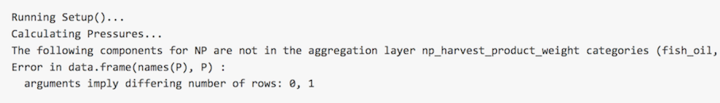 Running Setup()...
Calculating Pressures...
The following components for NP are not in the aggregation layer np_harvest_product_weight categories (fish_oil,
Error in data.frame(names(P), P) :
arguments imply differing number of rows: 0, 1